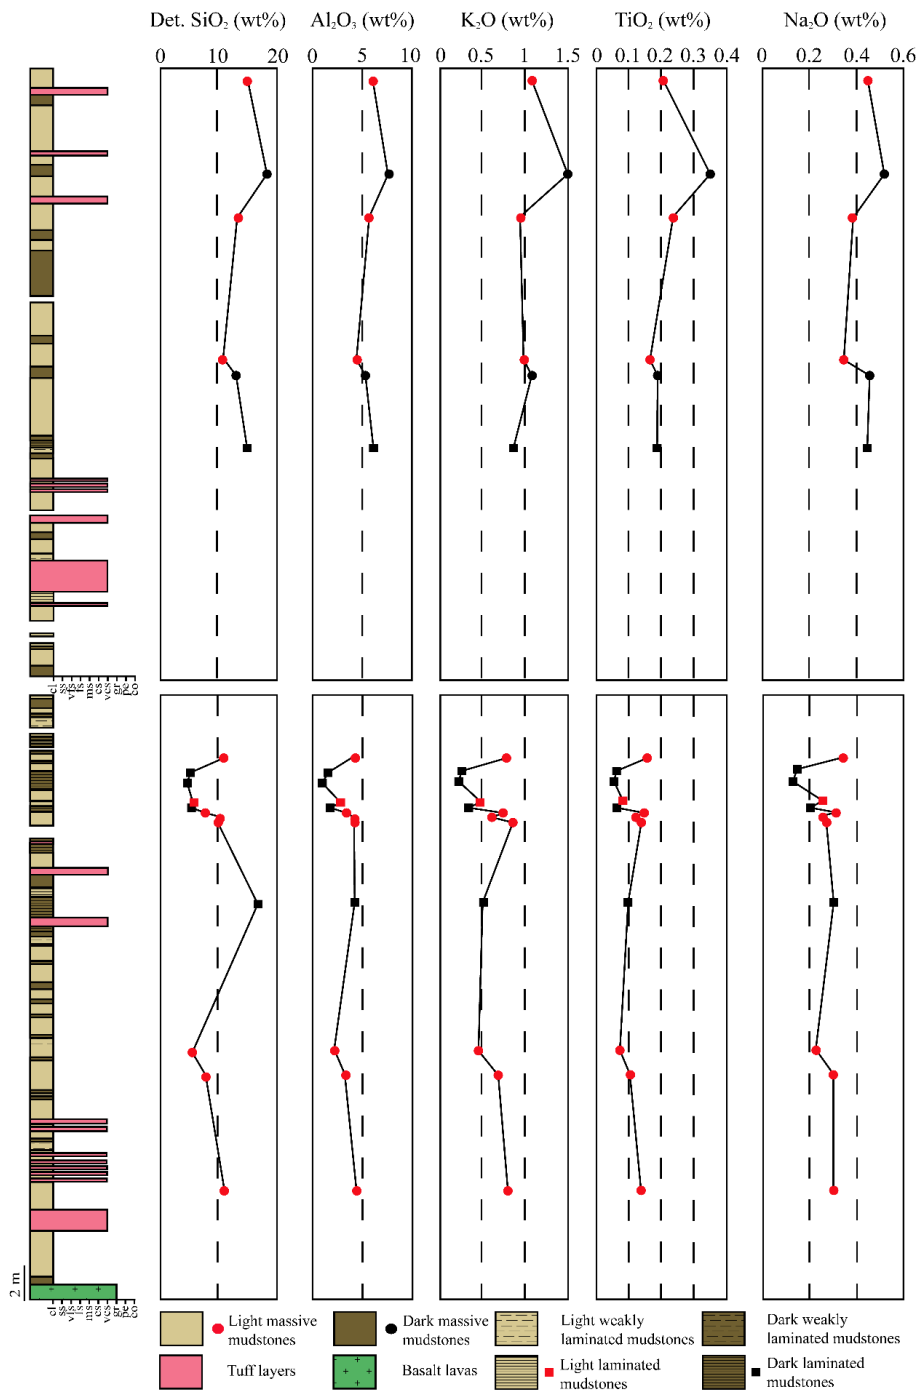 Det. SiO₂ (wt%) Al₂O₃ (wt%) K₂O (wt%) TiO₂ (wt%) Na₂O (wt%)
0 10 20 0 5 10 0 0.5 1 1.5 0 0.1 0.2 0.3 0.4 0 0.2 0.4 0.6
cl ss vfs fs ms cs vcs gr pe co
2 m
cl ss vfs fs ms cs vcs gr pe co
Light massive mudstones
Dark massive mudstones
Light weakly laminated mudstones
Dark weakly laminated mudstones
Tuff layers
Basalt lavas
Light laminated mudstones
Dark laminated mudstones